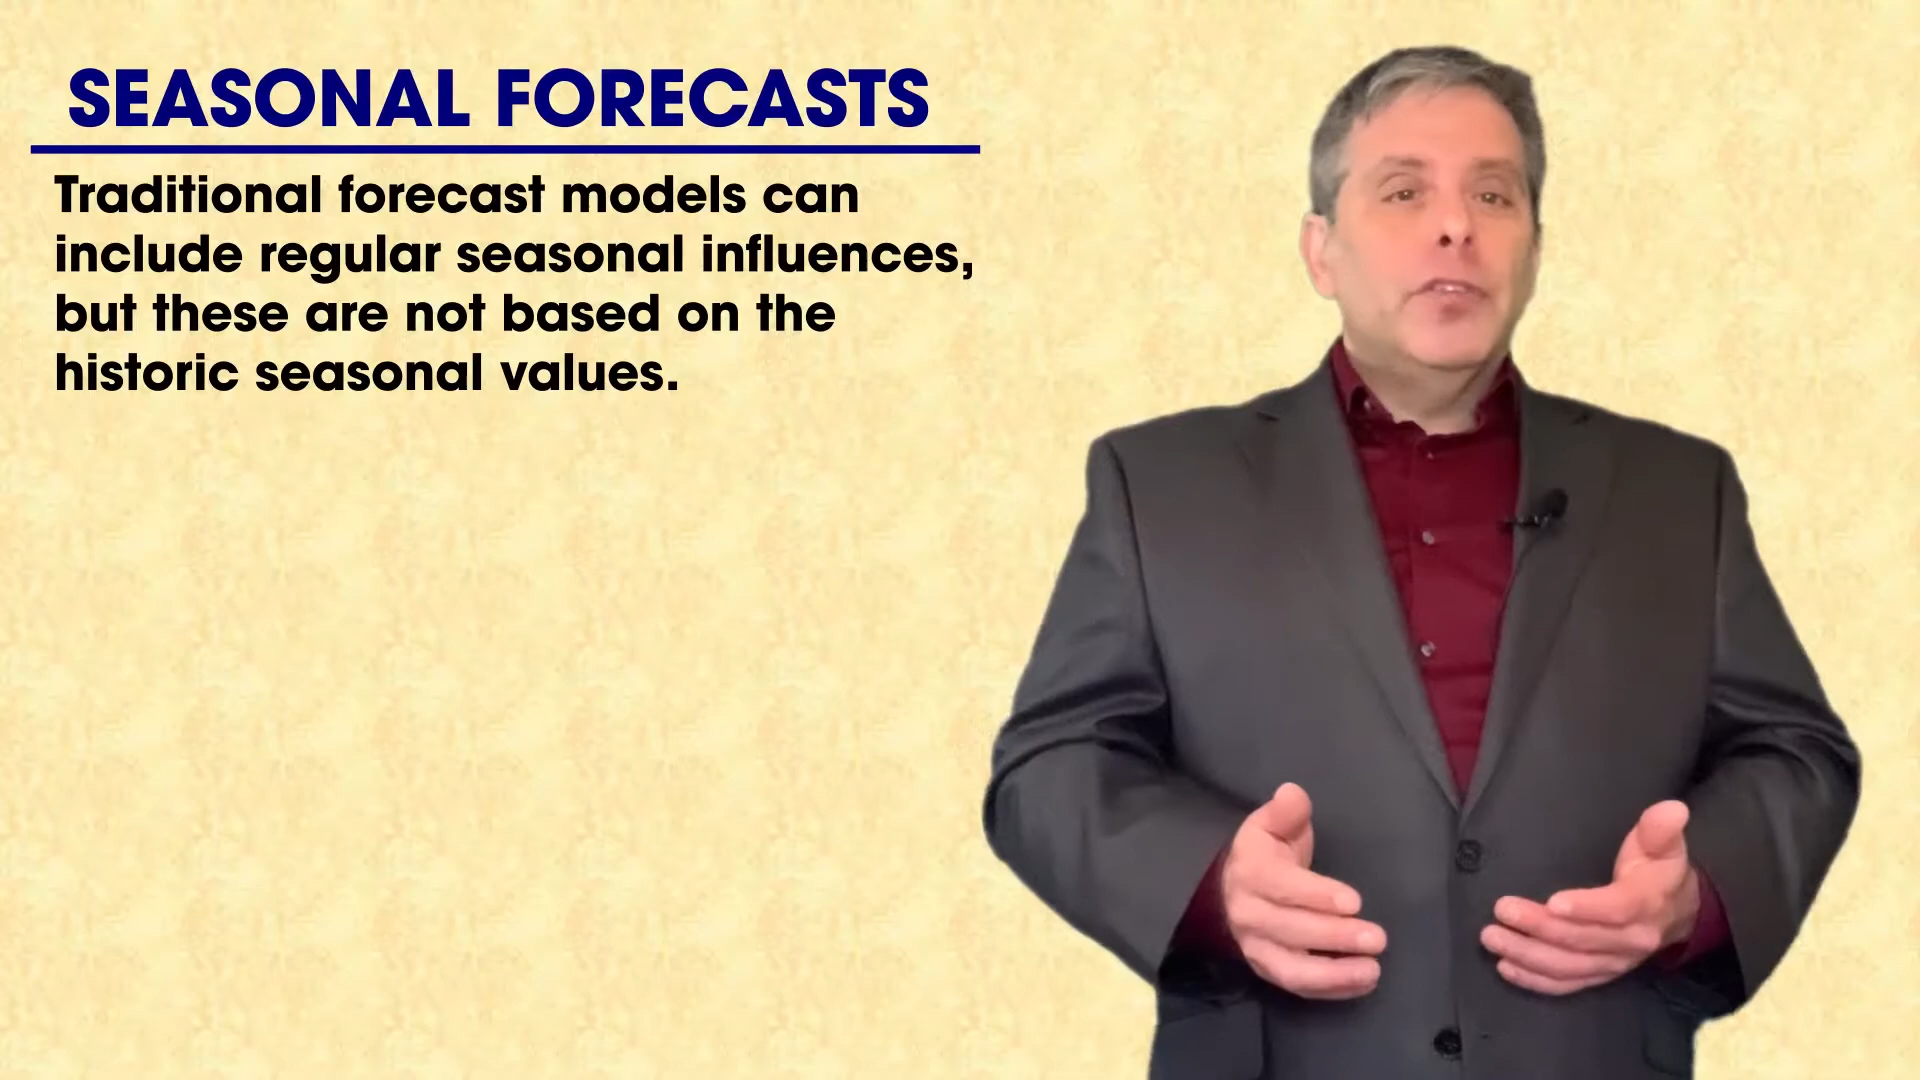 SEASONAL FORECASTS
Traditional forecast models can
include regular seasonal influences,
but these are not based on the
historic seasonal values.